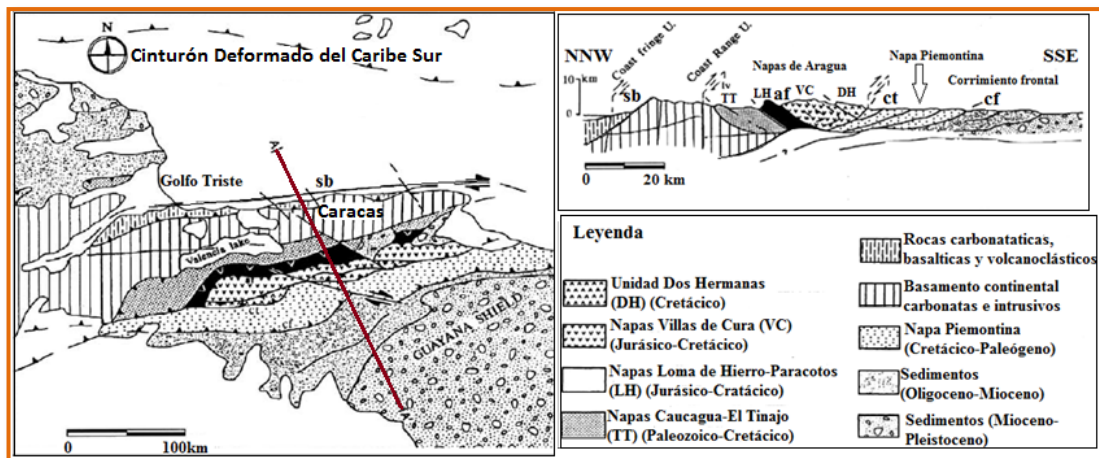 N
Cinturón Deformado del Caribe Sur
A'
Golfo Triste
sb
Caracas
Valencia lake
GUAYANA SHIELD
0 100km
NNW
SSE
Coast fringe U.
Coast Range U.
Napas de Aragua
Napa Piemontina
Corrimiento frontal
10 km
0
sb
lv
TT
LH
af
VC
DH
ct
cf
?
0 20 km
Leyenda
Unidad Dos Hermanas
(DH) (Cretácico)
Napas Villas de Cura (VC)
(Jurásico-Cretácico)
Napas Loma de Hierro-Paracotos
(LH) (Jurásico-Cratácico)
Napas Caucagua-El Tinajo
(TT) (Paleozoico-Cretácico)
Rocas carbonataticas,
basalticas y volcanoclásticos
Basamento continental
carbonatas e intrusivos
Napa Piemontina
(Cretácico-Paleógeno)
Sedimentos
(Oligoceno-Mioceno)
Sedimentos (Mioceno-
Pleistoceno)